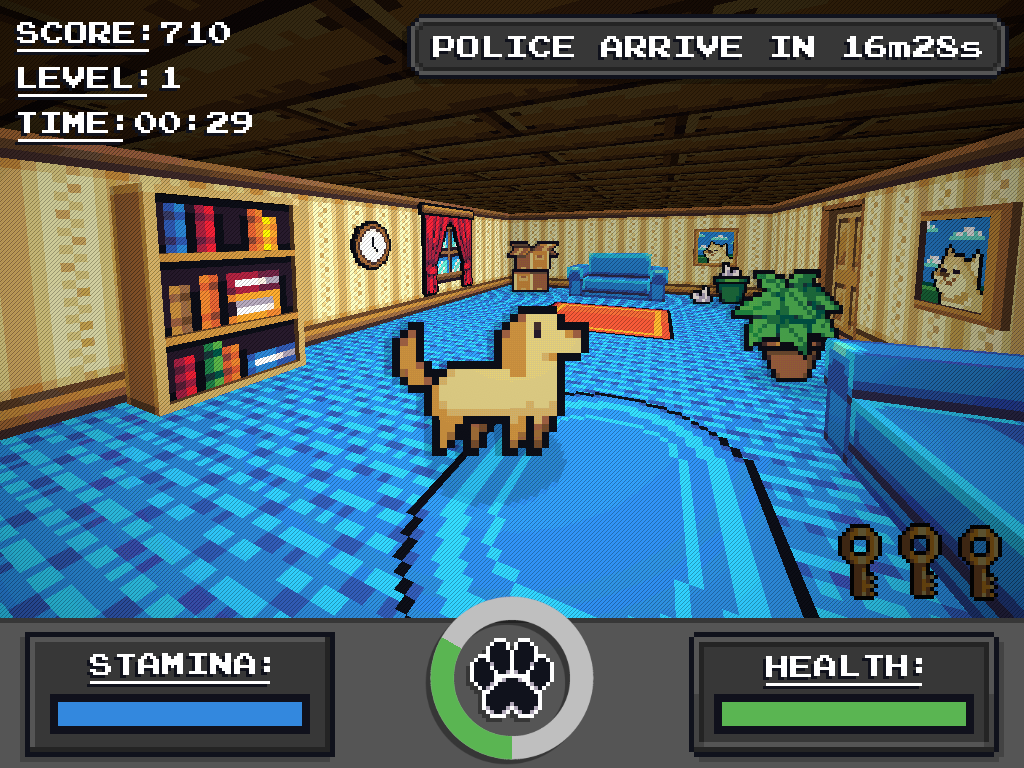 SCORE:710
POLICE ARRIVE IN 16m28s
LEVEL: 1
TIME:00:29
STAMINA:
HEALTH: